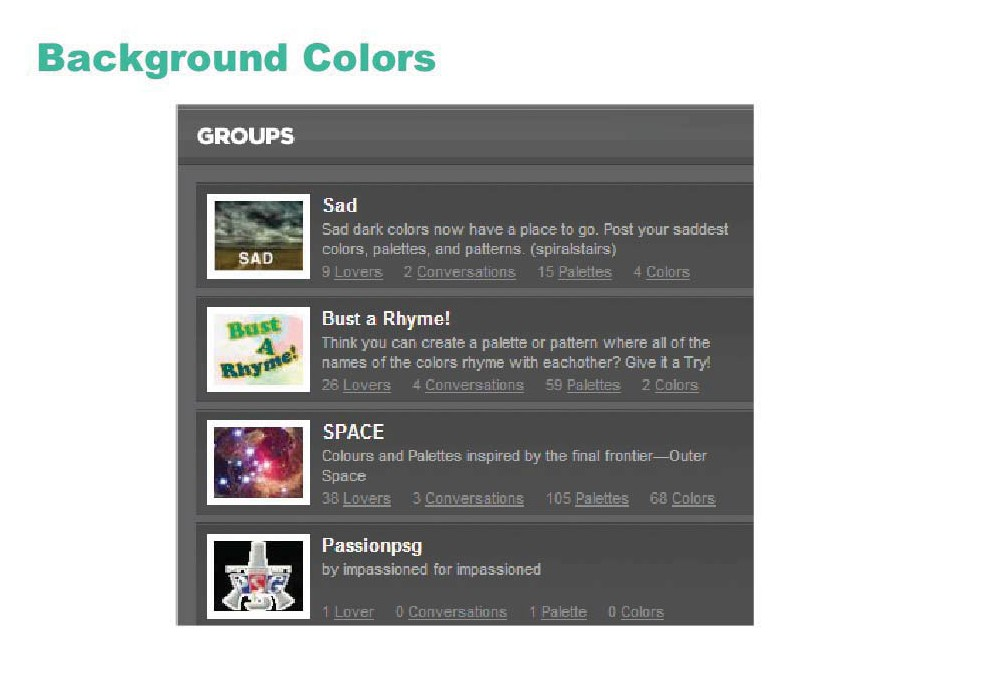 Background Colors
GROUPS
SAD
Sad
Sad dark colors now have a place to go. Post your saddest
colors, palettes, and patterns. (spiralstairs)
9 Lovers 2 Conversations 15 Palettes 4 Colors
Bust
A
Rhyme!
Bust a Rhyme!
Think you can create a palette or pattern where all of the
names of the colors rhyme with eachother? Give it a Try!
26 Lovers 4 Conversations 59 Palettes 2 Colors
SPACE
Colours and Palettes inspired by the final frontier—Outer
Space
38 Lovers 3 Conversations 105 Palettes 68 Colors
Passionpsg
by impassioned for impassioned
1 Lover 0 Conversations 1 Palette 0 Colors